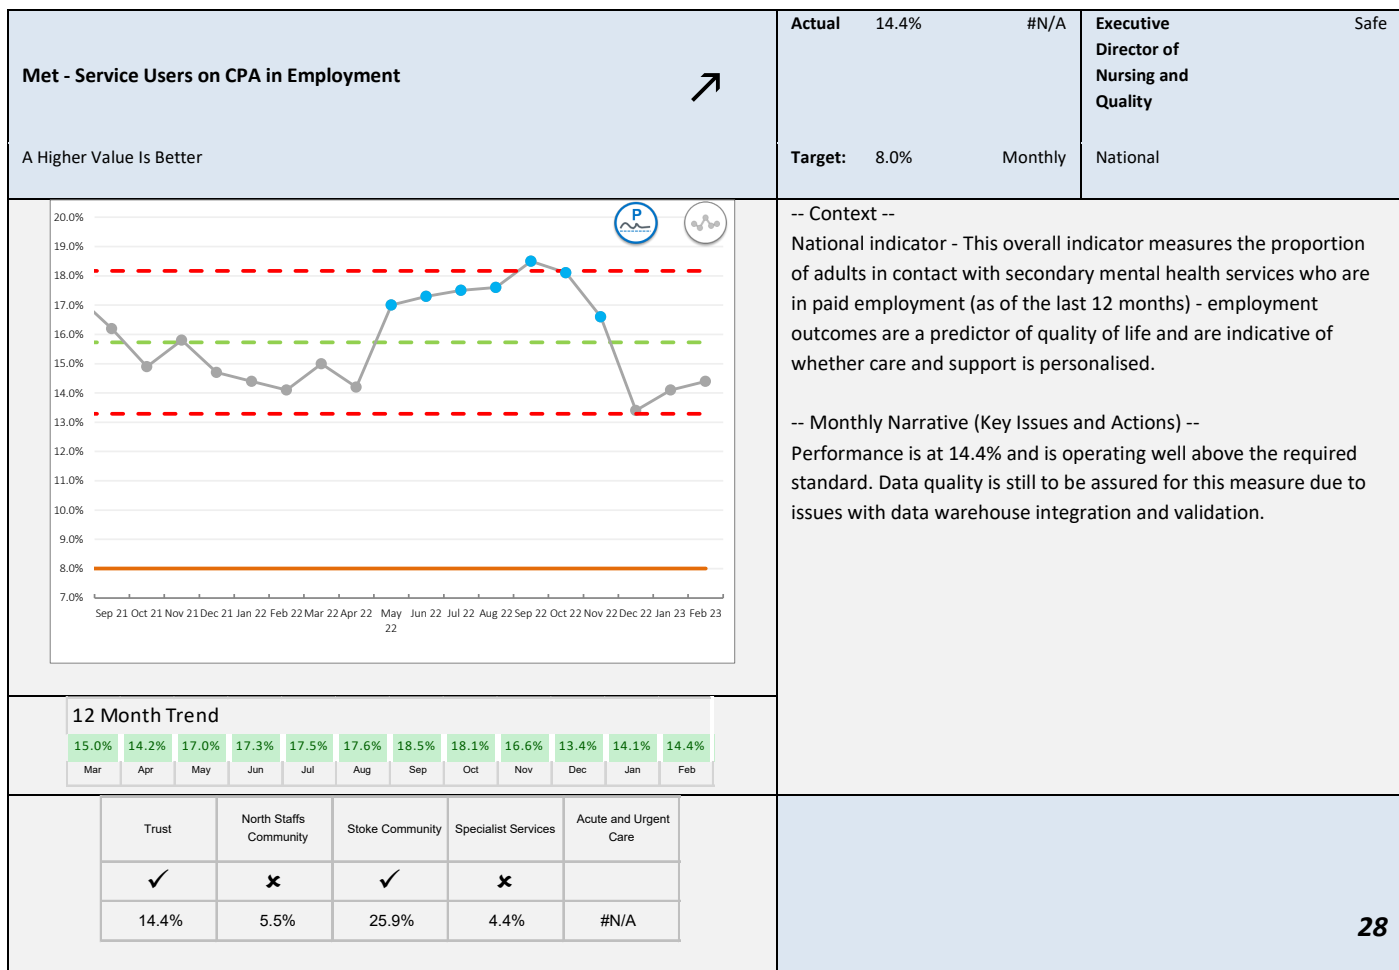 Met - Service Users on CPA in Employment
A Higher Value Is Better
Actual 14.4% #N/A
Target: 8.0% Monthly
Executive Safe
Director of
Nursing and
Quality
National
P
20.0%
19.0%
18.0%
17.0%
16.0%
15.0%
14.0%
13.0%
12.0%
11.0%
10.0%
9.0%
8.0%
7.0%
Sep 21 Oct 21 Nov 21 Dec 21 Jan 22 Feb 22 Mar 22 Apr 22 May 22 Jun 22 Jul 22 Aug 22 Sep 22 Oct 22 Nov 22 Dec 22 Jan 23 Feb 23
-- Context --
National indicator - This overall indicator measures the proportion
of adults in contact with secondary mental health services who are
in paid employment (as of the last 12 months) - employment
outcomes are a predictor of quality of life and are indicative of
whether care and support is personalised.
-- Monthly Narrative (Key Issues and Actions) --
Performance is at 14.4% and is operating well above the required
standard. Data quality is still to be assured for this measure due to
issues with data warehouse integration and validation.
12 Month Trend
15.0% 14.2% 17.0% 17.3% 17.5% 17.6% 18.5% 18.1% 16.6% 13.4% 14.1% 14.4%
Mar Apr May Jun Jul Aug Sep Oct Nov Dec Jan Feb
Trust North Staffs Community Stoke Community Specialist Services Acute and Urgent Care
✓ ✗ ✓ ✗
14.4% 5.5% 25.9% 4.4% #N/A
28